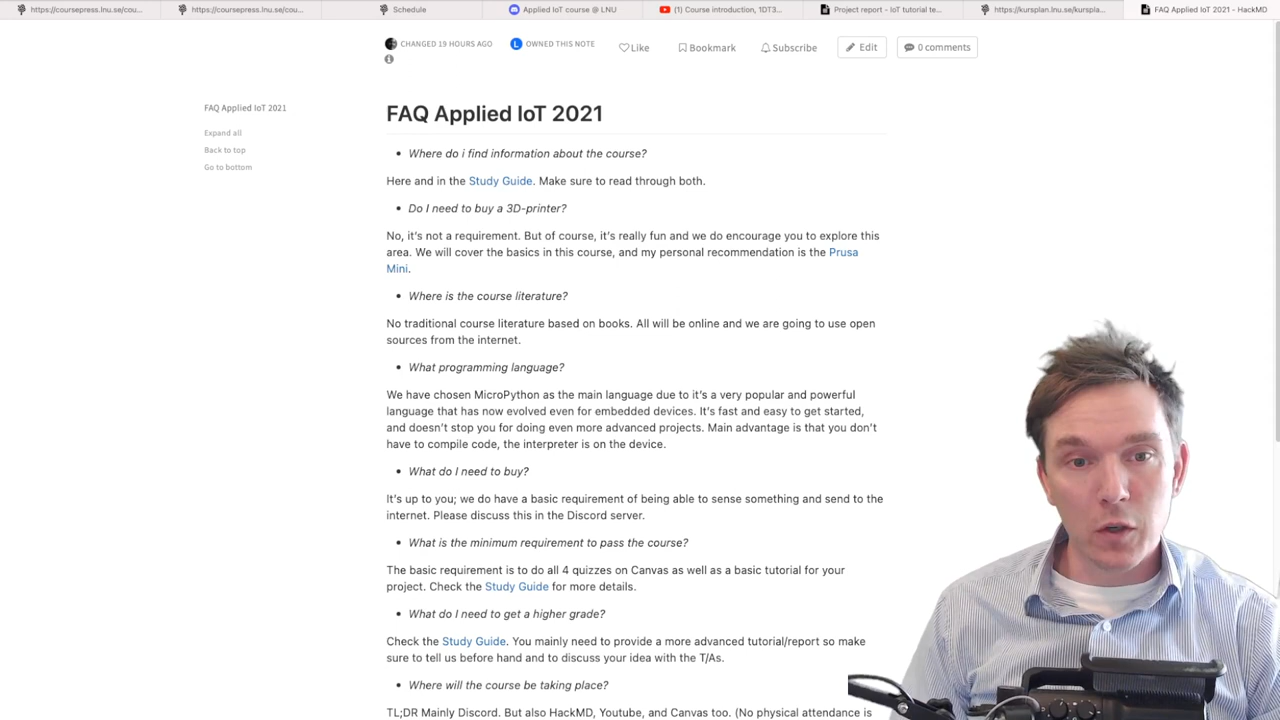 https://coursepress.lnu.se/cou...
https://coursepress.lnu.se/cou...
Schedule
Applied IoT course @ LNU
(1) Course introduction, 1DT3...
Project report - IoT tutorial te...
https://kursplan.lnu.se/kurspla...
FAQ Applied IoT 2021 - HackMD
CHANGED 19 HOURS AGO
L OWNED THIS NOTE
Like
Bookmark
Subscribe
Edit
0 comments
FAQ Applied IoT 2021
Expand all
Back to top
Go to bottom
FAQ Applied IoT 2021
• Where do i find information about the course?
Here and in the Study Guide. Make sure to read through both.
• Do I need to buy a 3D-printer?
No, it's not a requirement. But of course, it's really fun and we do encourage you to explore this
area. We will cover the basics in this course, and my personal recommendation is the Prusa
Mini.
• Where is the course literature?
No traditional course literature based on books. All will be online and we are going to use open
sources from the internet.
• What programming language?
We have chosen MicroPython as the main language due to it's a very popular and powerful
language that has now evolved even for embedded devices. It's fast and easy to get started,
and doesn't stop you for doing even more advanced projects. Main advantage is that you don't
have to compile code, the interpreter is on the device.
• What do I need to buy?
It's up to you; we do have a basic requirement of being able to sense something and send to the
internet. Please discuss this in the Discord server.
• What is the minimum requirement to pass the course?
The basic requirement is to do all 4 quizzes on Canvas as well as a basic tutorial for your
project. Check the Study Guide for more details.
• What do I need to get a higher grade?
Check the Study Guide. You mainly need to provide a more advanced tutorial/report so make
sure to tell us before hand and to discuss your idea with the T/As.
• Where will the course be taking place?
TL;DR Mainly Discord. But also HackMD, Youtube, and Canvas too. (No physical attendance is